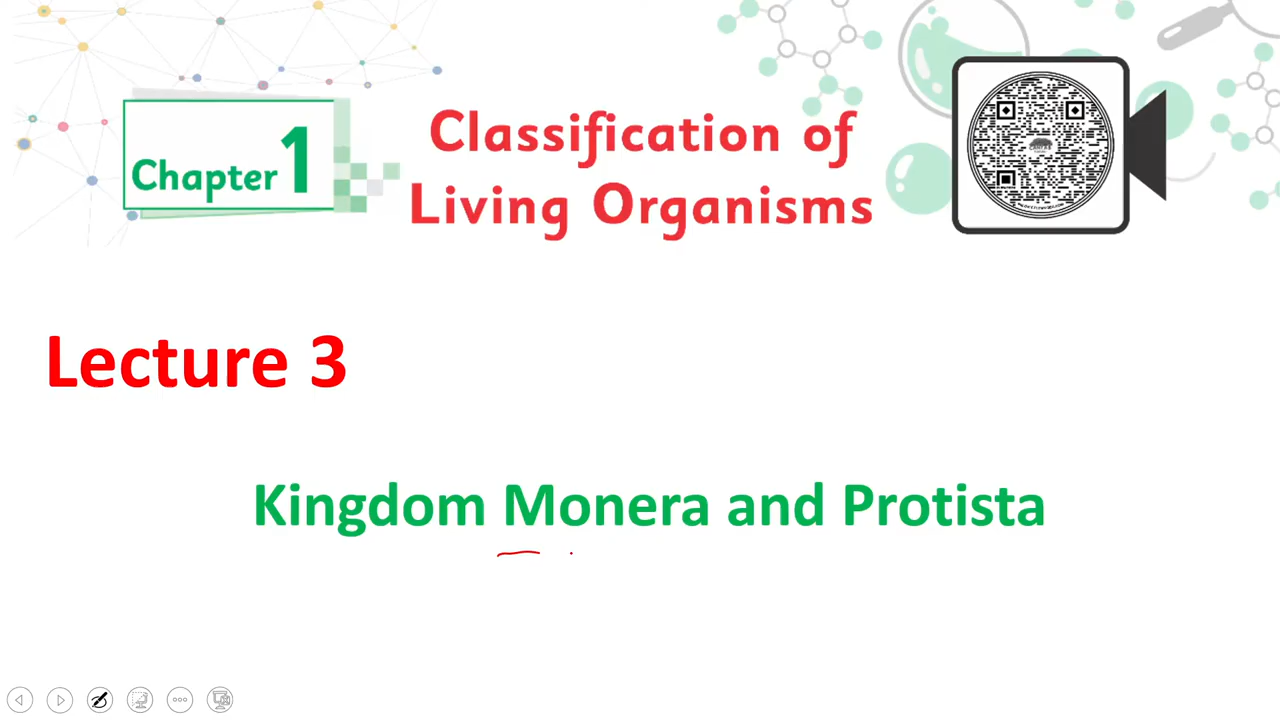 Chapter 1
Classification of
Living Organisms
Lecture 3
Kingdom Monera and Protista